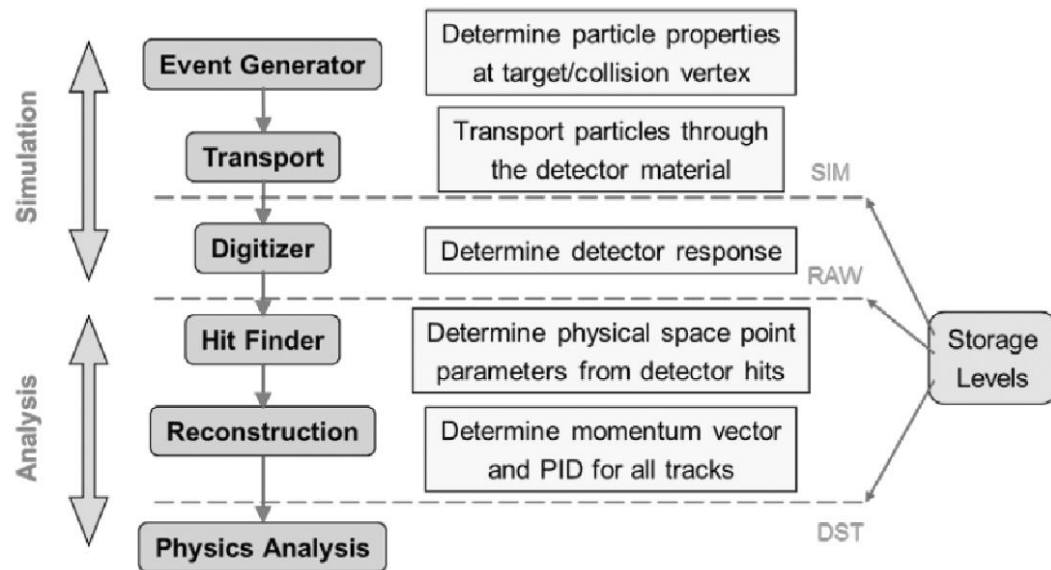 Simulation
Analysis
Event Generator
Determine particle properties
at target/collision vertex
Transport
Transport particles through
the detector material
SIM
Digitizer
Determine detector response
RAW
Hit Finder
Determine physical space point
parameters from detector hits
Storage
Levels
Reconstruction
Determine momentum vector
and PID for all tracks
DST
Physics Analysis